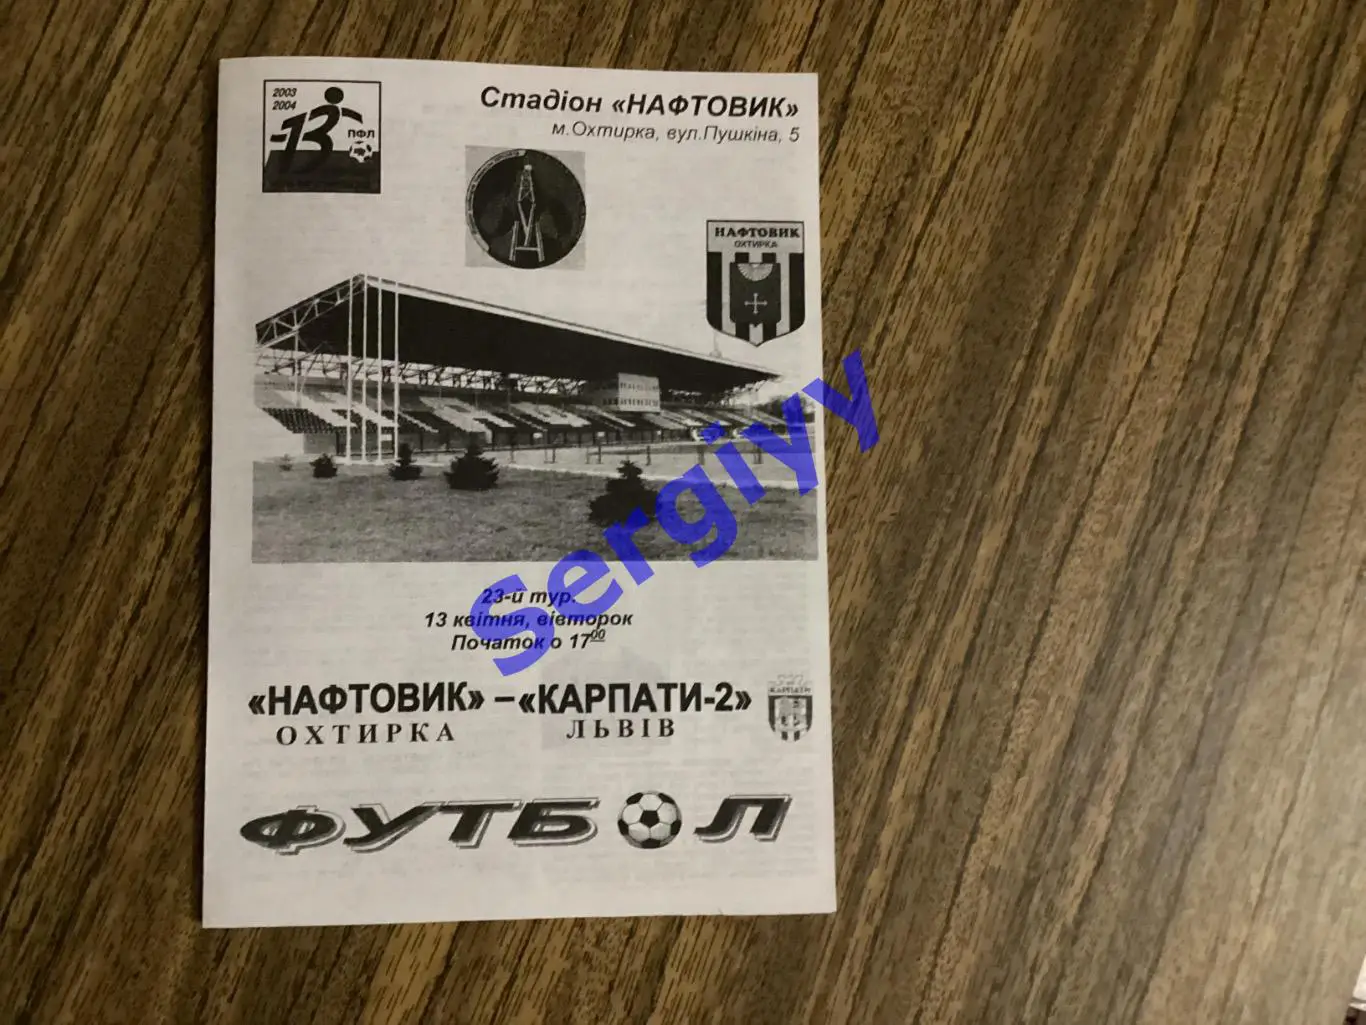 2003
2004
13
ПФЛ
Стадіон «НАФТОВИК»
м.Охтирка, вул.Пушкіна, 5
НАФТОВИК
ОХТИРКА
23-й тур.
13 квітня, вівторок
Початок о 17⁰⁰
«НАФТОВИК» – «КАРПАТИ-2»
ОХТИРКА ЛЬВІВ
КАРПАТИ
ФУТБОЛ
Sergiyy